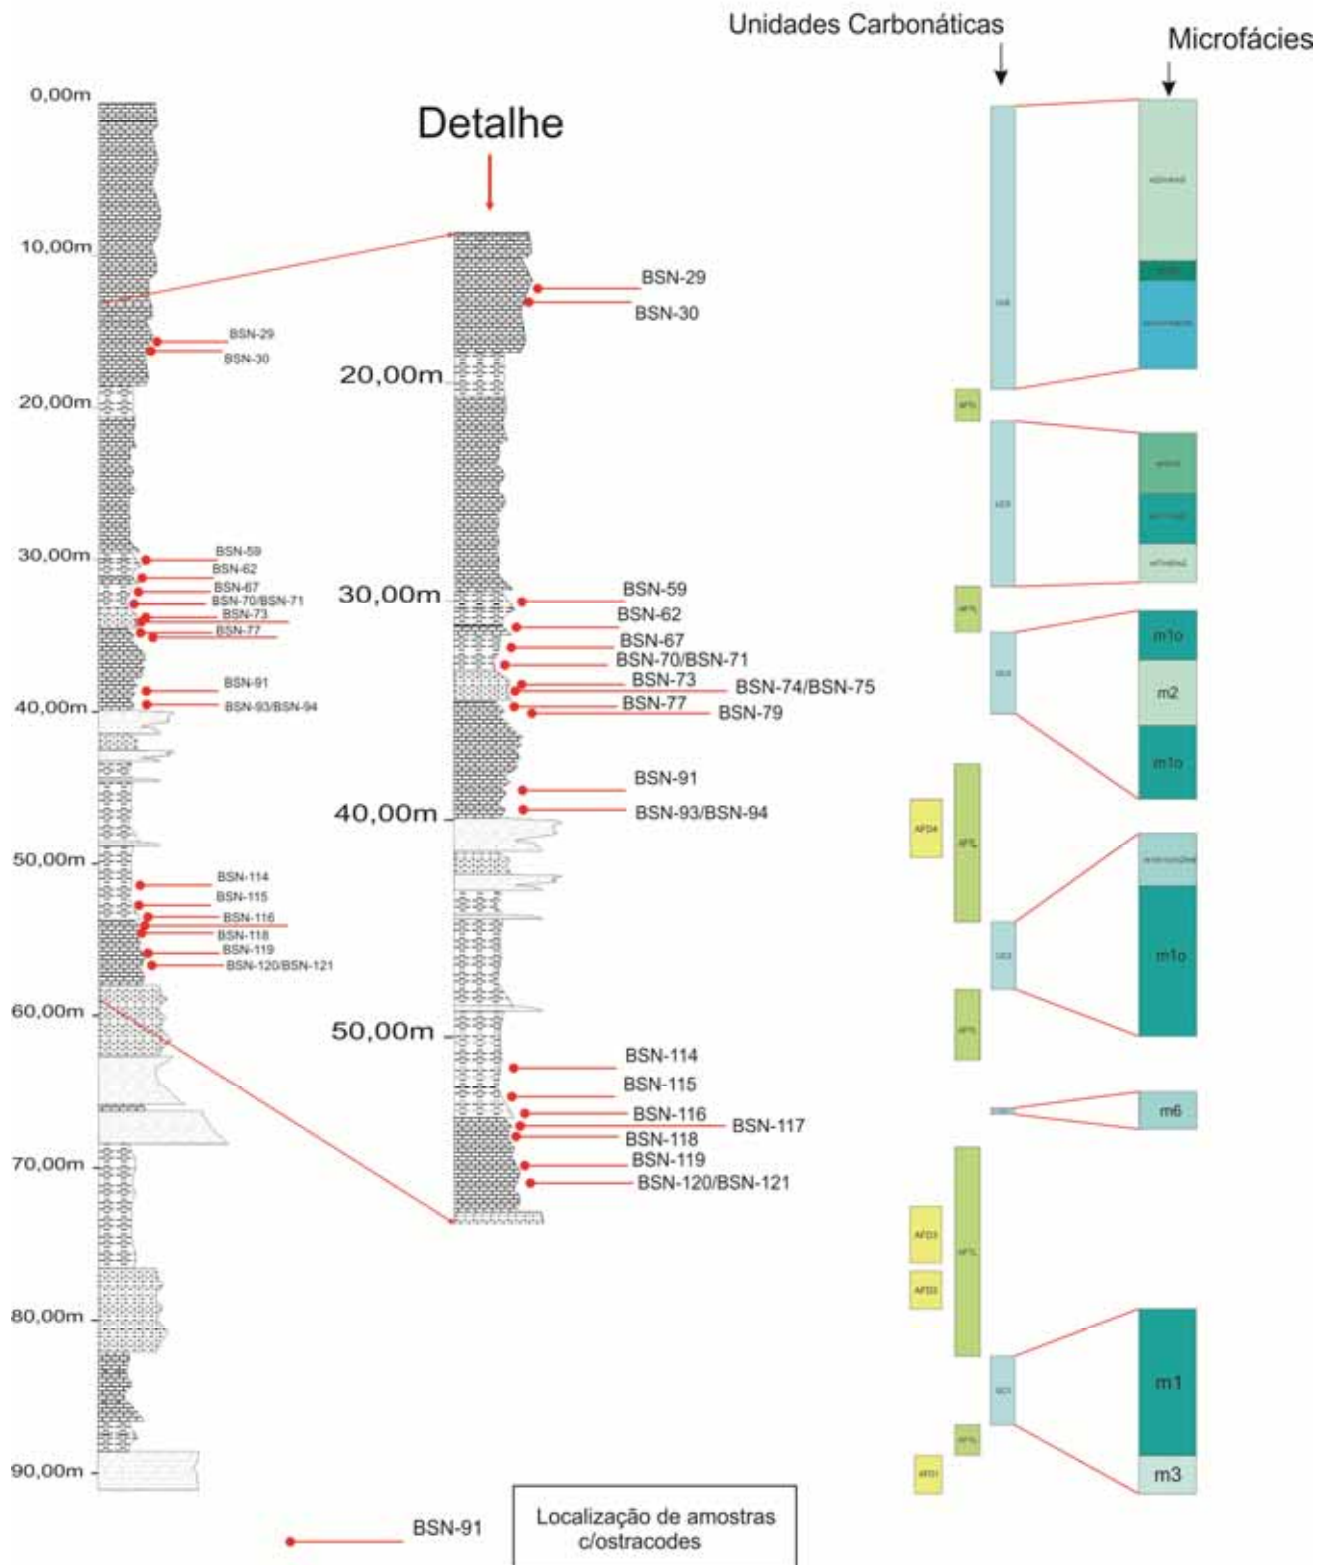 Unidades Carbonáticas
Microfácies
Detalhe
0,00m
10,00m
BSN-29
BSN-30
20,00m
30,00m
BSN-59
BSN-62
BSN-67
BSN-70/BSN-71
BSN-73
BSN-77
BSN-91
40,00m
BSN-93/BSN-94
50,00m
BSN-114
BSN-115
BSN-116
BSN-118
BSN-119
BSN-120/BSN-121
60,00m
70,00m
80,00m
90,00m
BSN-29
BSN-30
20,00m
30,00m
BSN-59
BSN-62
BSN-67
BSN-70/BSN-71
BSN-73
BSN-74/BSN-75
BSN-77
BSN-79
BSN-91
40,00m
BSN-93/BSN-94
50,00m
BSN-114
BSN-115
BSN-116
BSN-117
BSN-118
BSN-119
BSN-120/BSN-121
m1o
m2
m1o
AFD4
m1o
m6
AFD3
m1
m3
BSN-91
Localização de amostras
c/ostracodes